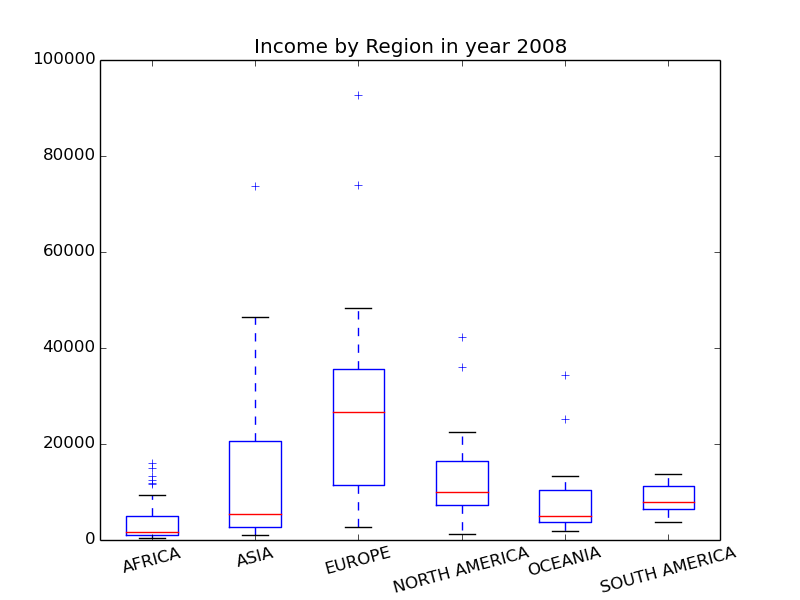 Income by Region in year 2008
100000
80000
60000
40000
20000
0
AFRICA
ASIA
EUROPE
NORTH AMERICA
OCEANIA
SOUTH AMERICA